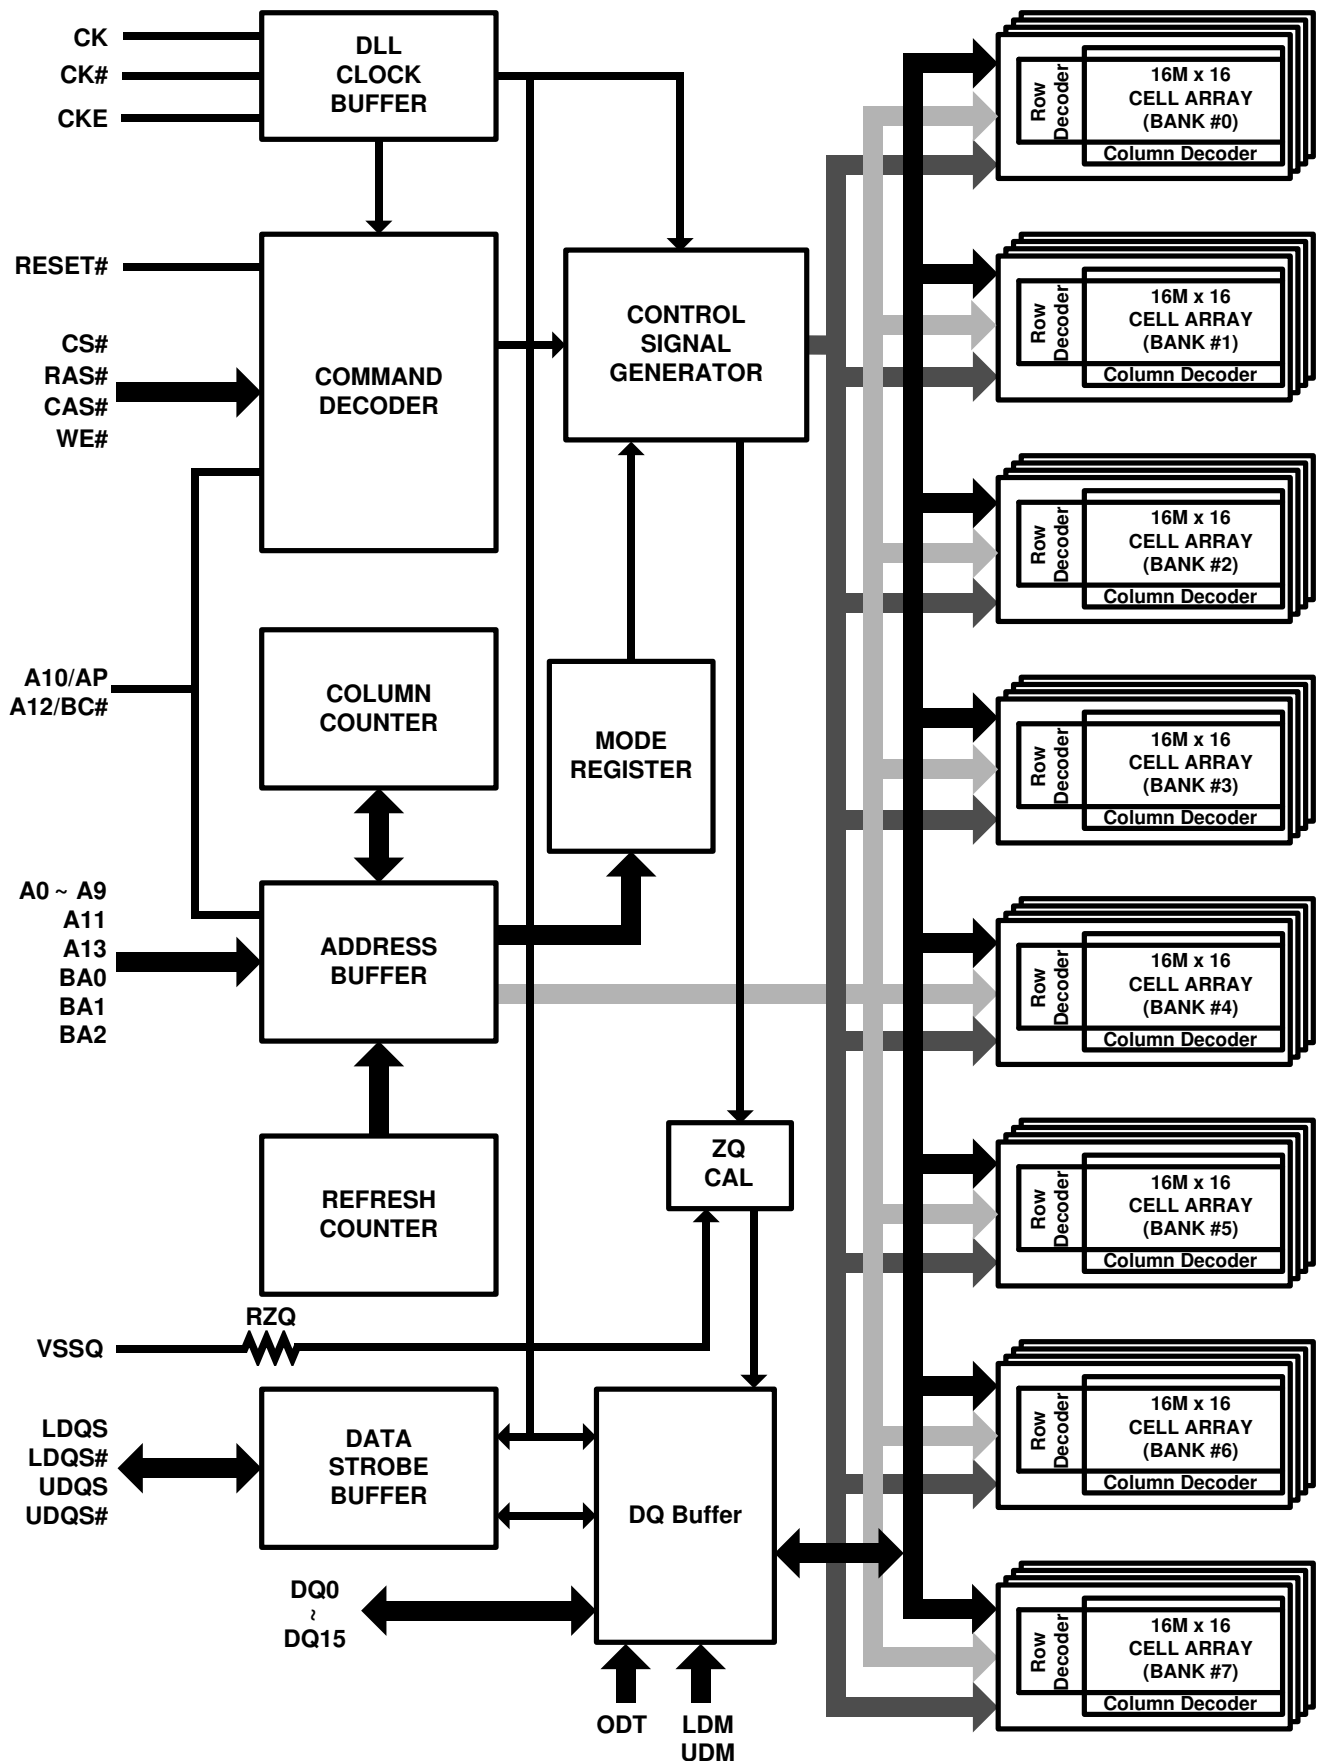 CK
CK#
CKE
DLL
CLOCK
BUFFER
RESET#
CS#
RAS#
CAS#
WE#
COMMAND
DECODER
CONTROL
SIGNAL
GENERATOR
A10/AP
A12/BC#
COLUMN
COUNTER
MODE
REGISTER
A0 ~ A9
A11
A13
BA0
BA1
BA2
ADDRESS
BUFFER
REFRESH
COUNTER
ZQ
CAL
RZQ
VSSQ
LDQS
LDQS#
UDQS
UDQS#
DATA
STROBE
BUFFER
DQ Buffer
DQ0
~
DQ15
ODT
LDM
UDM
Row
Decoder
16M x 16
CELL ARRAY
(BANK #0)
Column Decoder
Row
Decoder
16M x 16
CELL ARRAY
(BANK #1)
Column Decoder
Row
Decoder
16M x 16
CELL ARRAY
(BANK #2)
Column Decoder
Row
Decoder
16M x 16
CELL ARRAY
(BANK #3)
Column Decoder
Row
Decoder
16M x 16
CELL ARRAY
(BANK #4)
Column Decoder
Row
Decoder
16M x 16
CELL ARRAY
(BANK #5)
Column Decoder
Row
Decoder
16M x 16
CELL ARRAY
(BANK #6)
Column Decoder
Row
Decoder
16M x 16
CELL ARRAY
(BANK #7)
Column Decoder